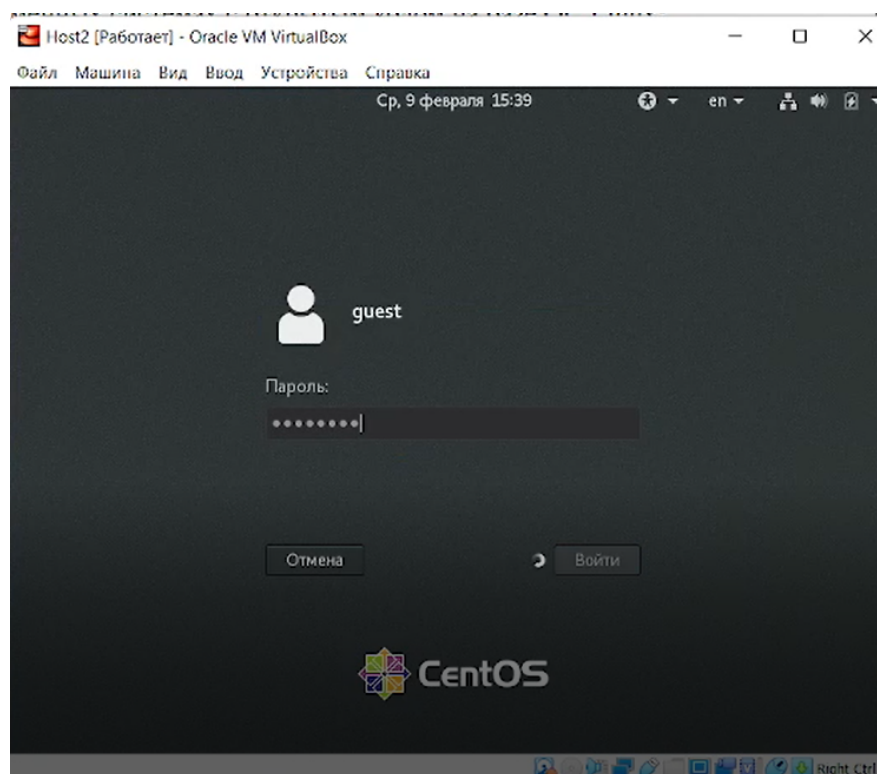 Host2 [Работает] - Oracle VM VirtualBox
Файл Машина Вид Ввод Устройства Справка
Ср, 9 февраля 15:39 en
guest
Пароль:
Отмена Войти
CentOS
Right Ctrl